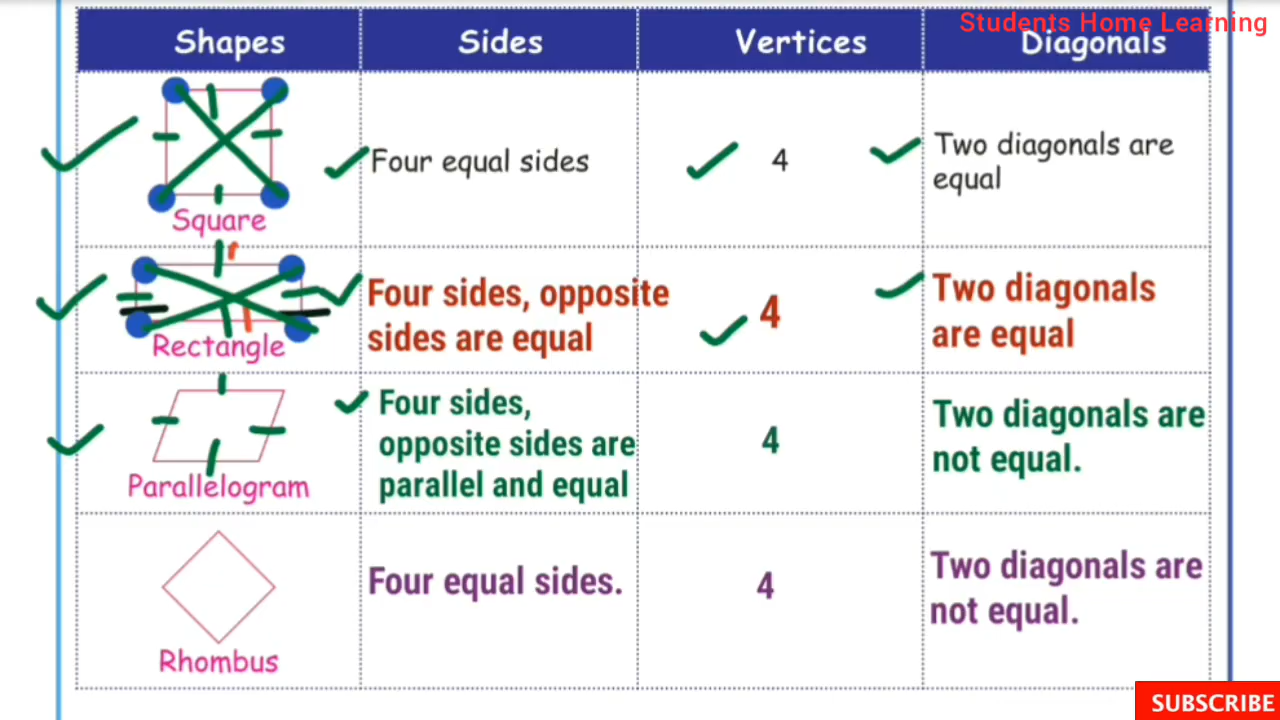 Students Home Learning
Shapes Sides Vertices Diagonals
Four equal sides
4
Two diagonals are
equal
Square
Four sides, opposite
sides are equal
4
Two diagonals
are equal
Rectangle
Four sides,
opposite sides are
parallel and equal
4
Two diagonals are
not equal.
Parallelogram
Four equal sides.
4
Two diagonals are
not equal.
Rhombus
SUBSCRIBE